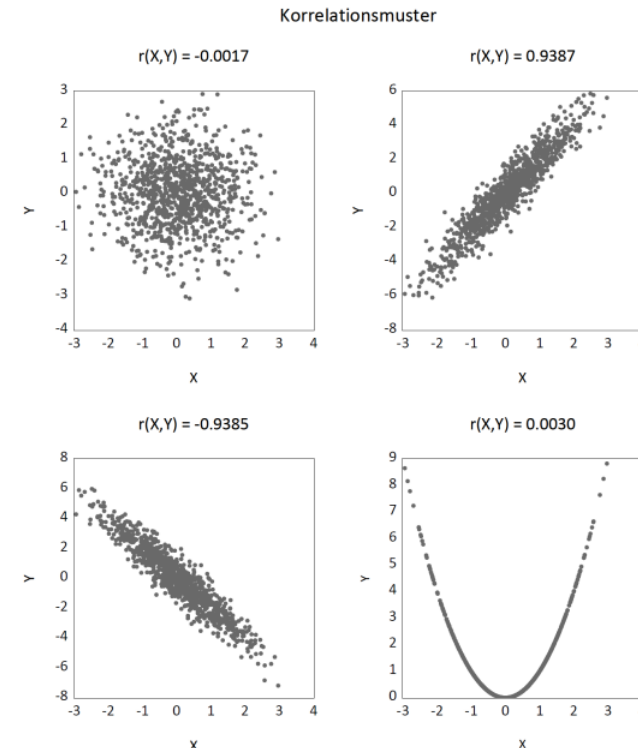 Korrelationsmuster
r(X,Y) = -0.0017
3
2
1
0
-1
-2
-3
-4
Y
-3 -2 -1 0 1 2 3 4
X
r(X,Y) = 0.9387
6
4
2
0
-2
-4
-6
-8
Y
-3 -2 -1 0 1 2 3
X
r(X,Y) = -0.9385
8
6
4
2
0
-2
-4
-6
-8
Y
-3 -2 -1 0 1 2 3 4
X
r(X,Y) = 0.0030
9
8
7
6
5
4
3
2
1
0
Y
-3 -2 -1 0 1 2 3
X